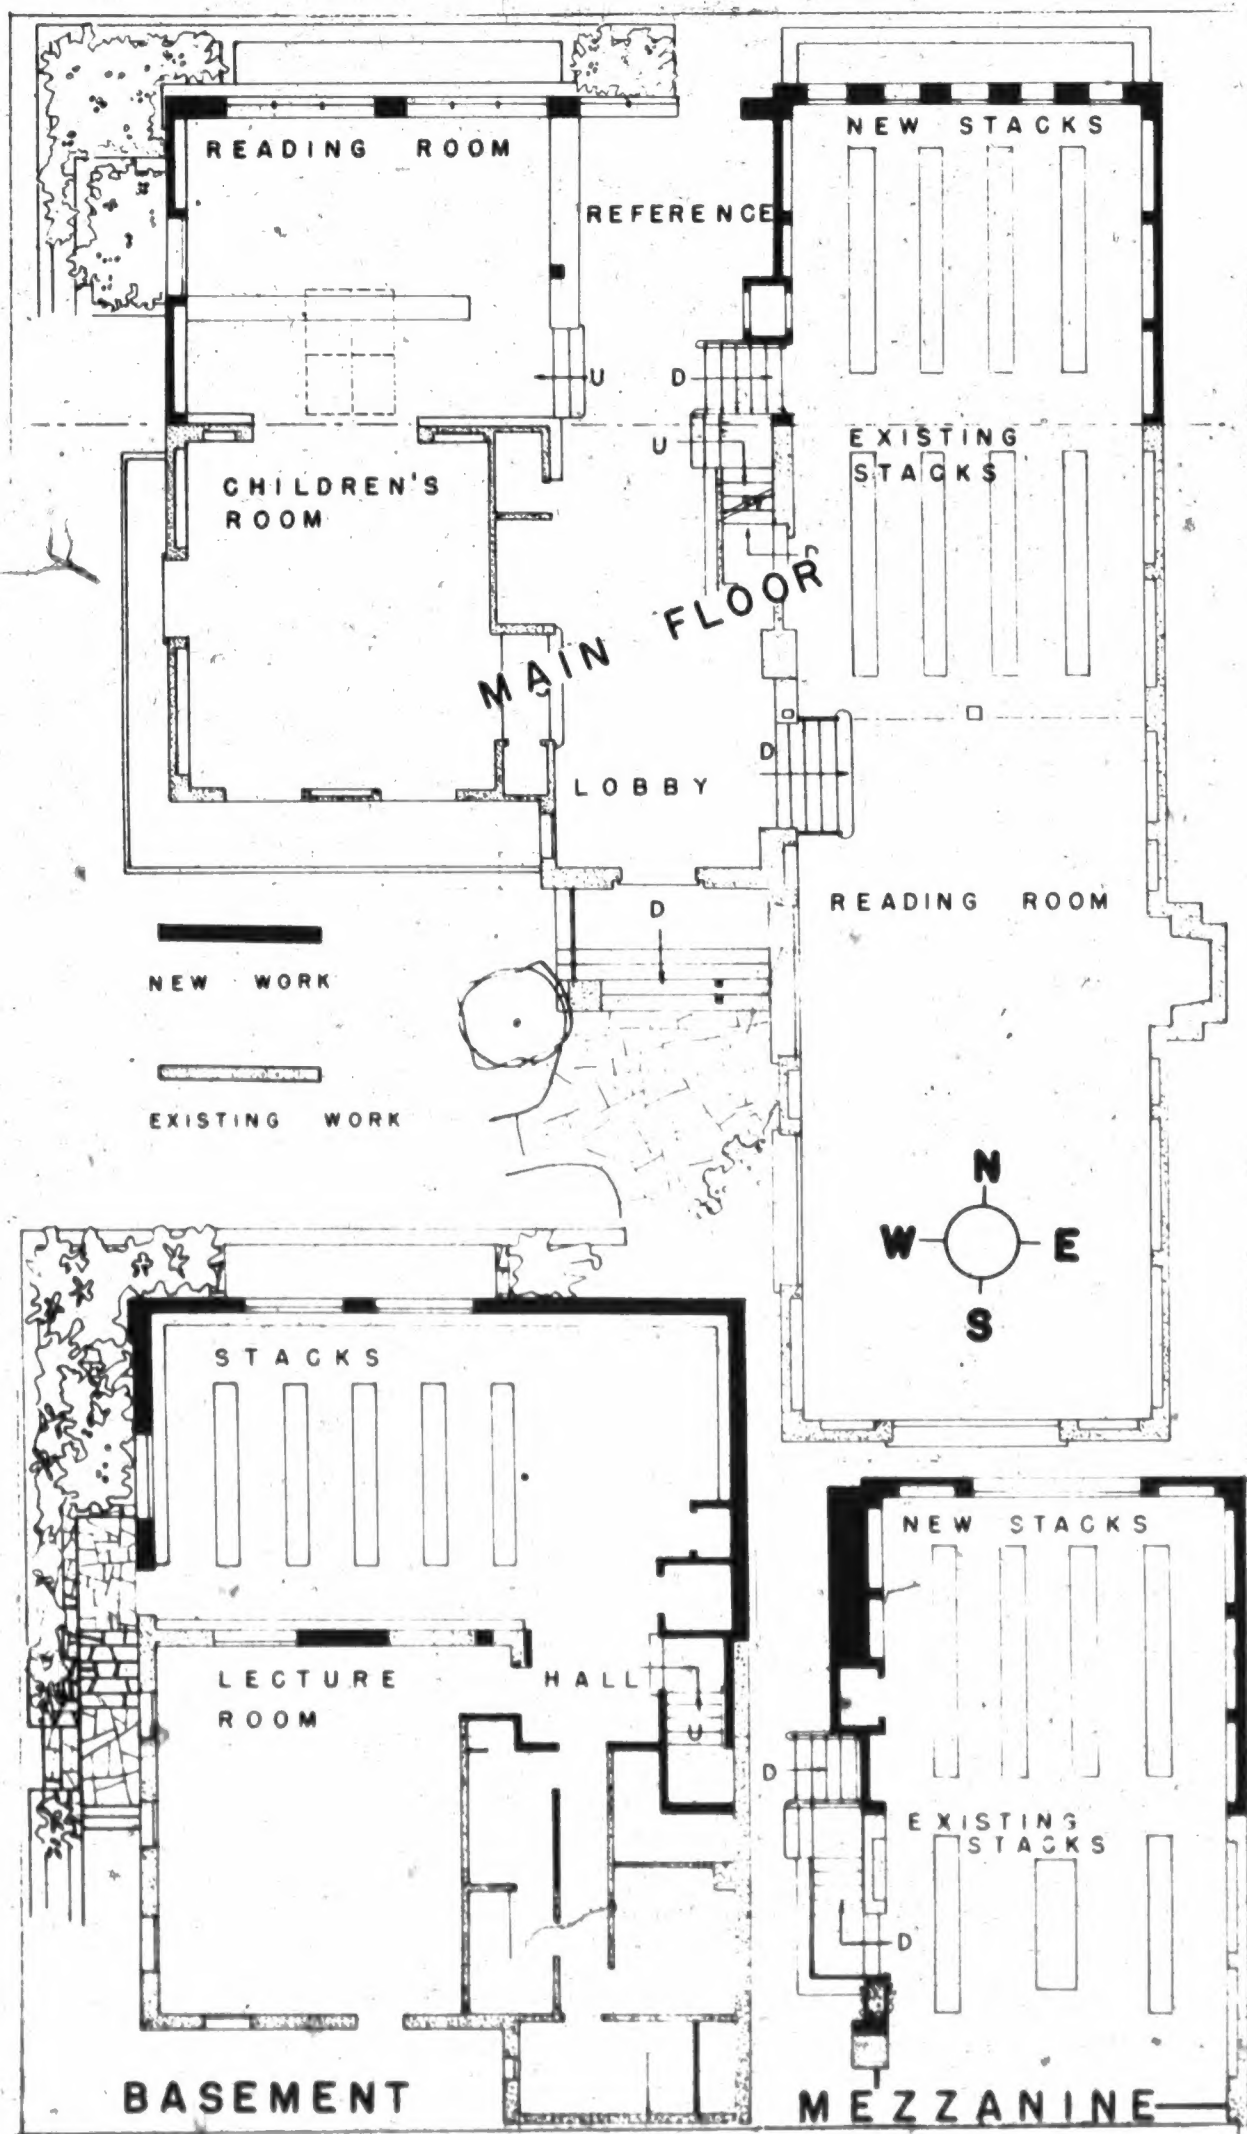 READING ROOM
NEW STACKS
REFERENCE
U
D
U
EXISTING
STACKS
CHILDREN'S
ROOM
MAIN FLOOR
D
LOBBY
READING ROOM
D
NEW WORK
EXISTING WORK
N
W E
S
STACKS
NEW STACKS
LECTURE
ROOM
HALL
U
D
EXISTING
STACKS
D
BASEMENT
MEZZANINE